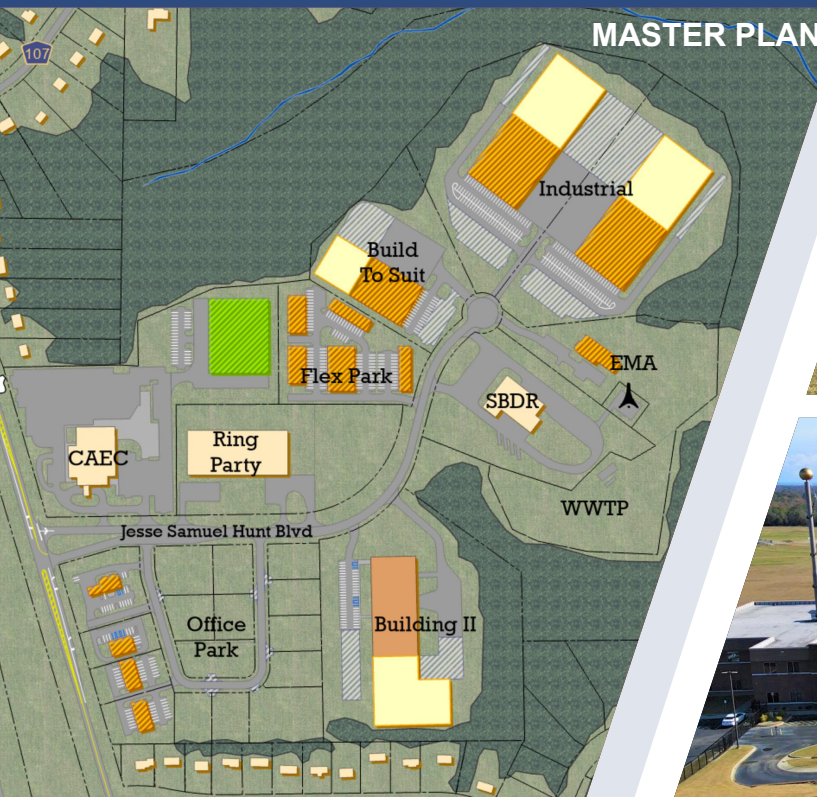 MASTER PLAN
107
Industrial
Build
To Suit
EMA
Flex Park
SBDR
Ring
Party
CAEC
WWTP
Jesse Samuel Hunt Blvd
Office
Park
Building II